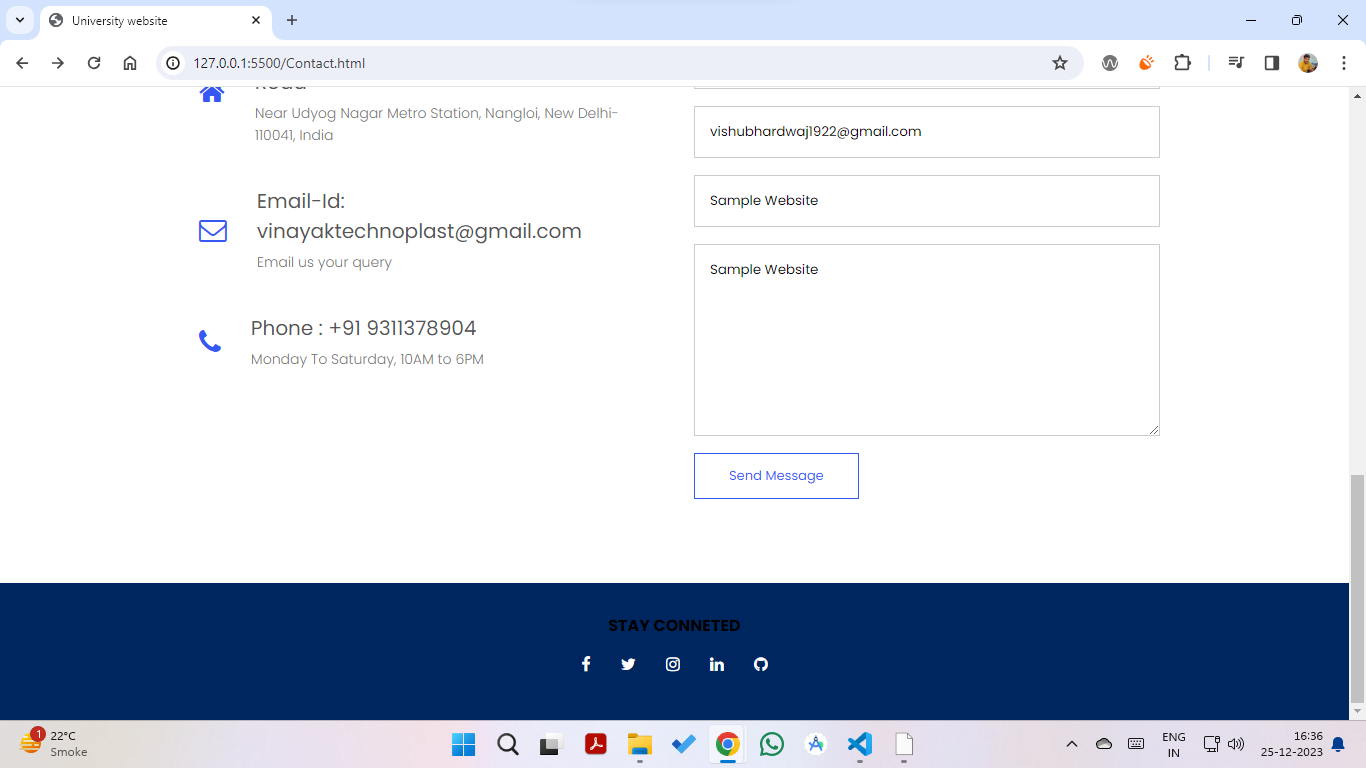 University website
127.0.0.1:5500/Contact.html
Road
Near Udyog Nagar Metro Station, Nangloi, New Delhi-
110041, India
Email-Id:
vinayaktechnoplast@gmail.com
Email us your query
Phone : +91 9311378904
Monday To Saturday, 10AM to 6PM
vishubhardwaj1922@gmail.com
Sample Website
Sample Website
Send Message
STAY CONNETED
1
22°C
Smoke
ENG
IN
16:36
25-12-2023